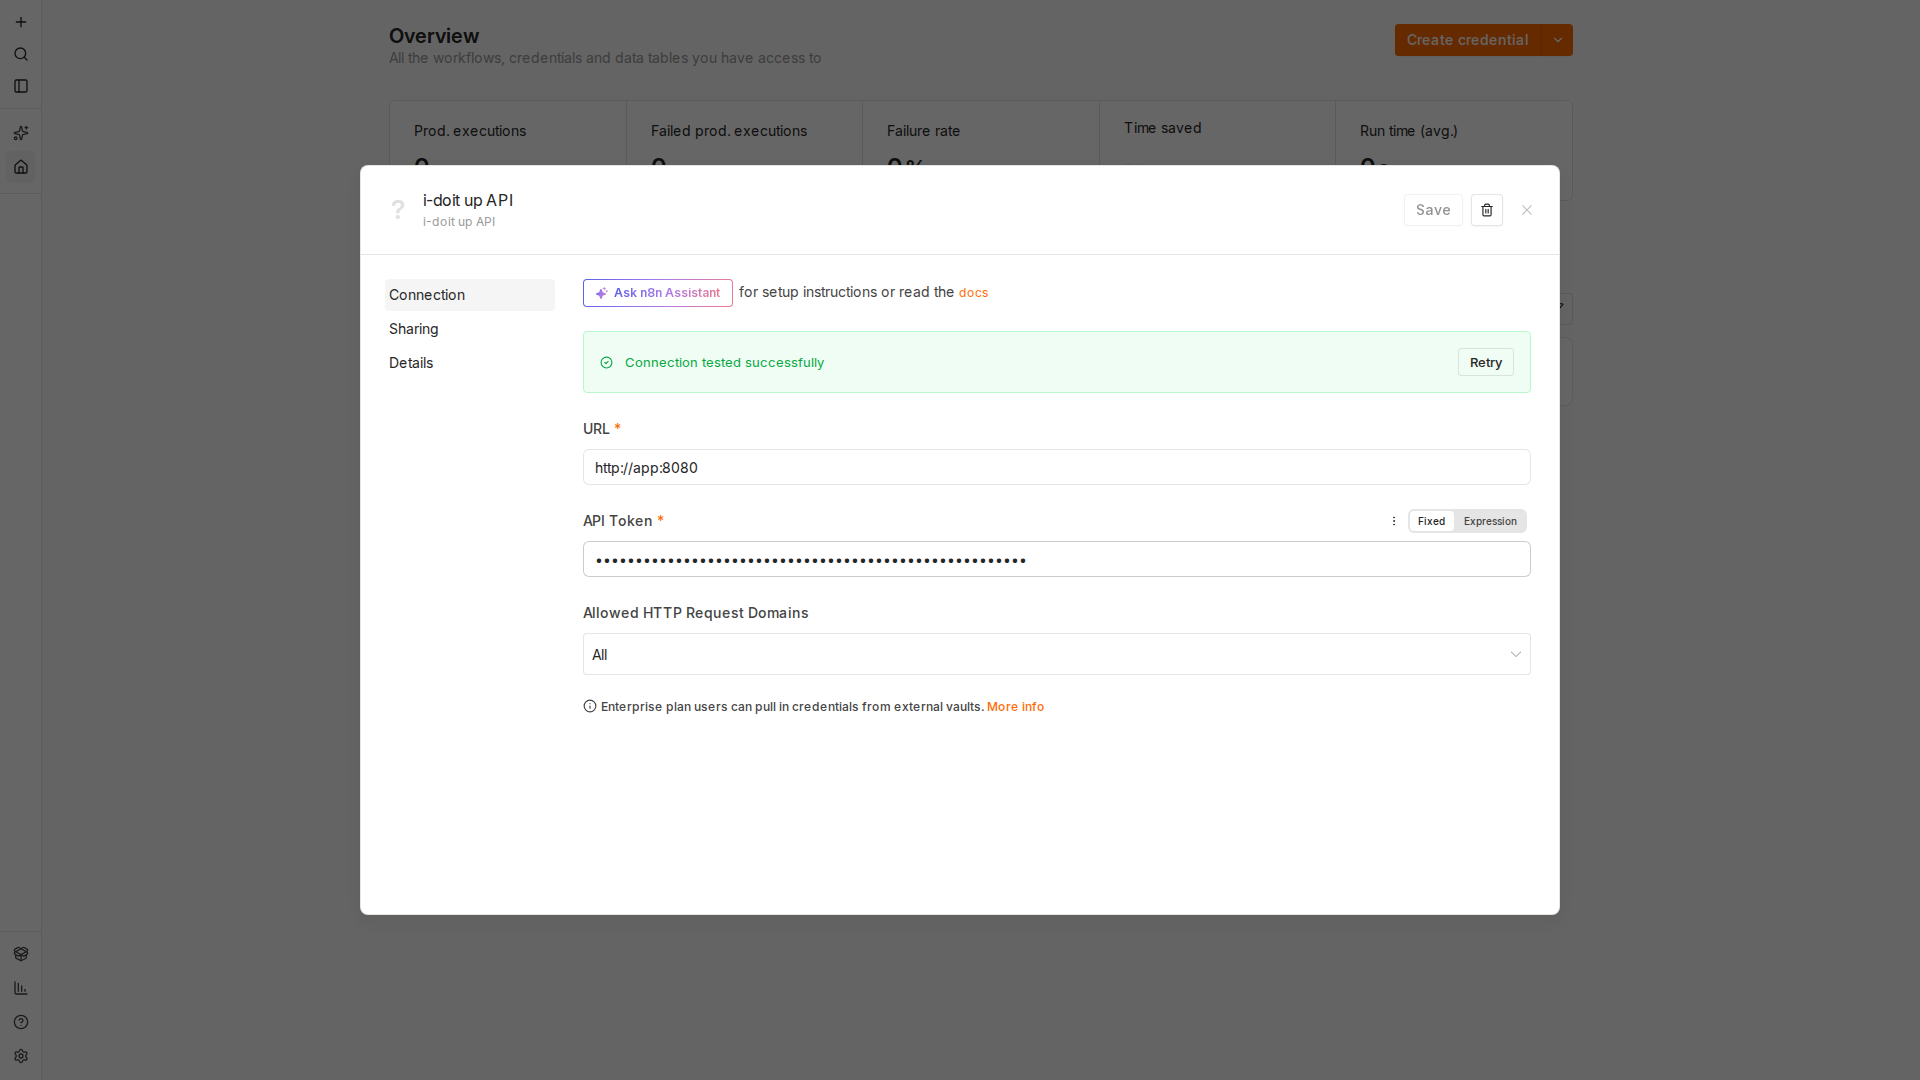 Overview
All the workflows, credentials and data tables you have access to
Create credential
Prod. executions
Failed prod. executions
Failure rate
Time saved
Run time (avg.)
i-doit up API
i-doit up API
Save
Connection
Sharing
Details
Ask n8n Assistant for setup instructions or read the docs
Connection tested successfully
Retry
URL *
http://app:8080
API Token *
Fixed
Expression
Allowed HTTP Request Domains
All
Enterprise plan users can pull in credentials from external vaults. More info